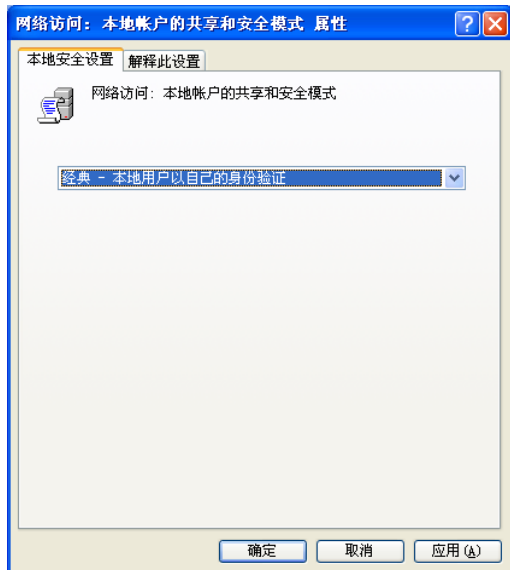 网络访问: 本地帐户的共享和安全模式 属性
本地安全设置 解释此设置
网络访问: 本地帐户的共享和安全模式
经典 - 本地用户以自己的身份验证
确定 取消 应用(A)